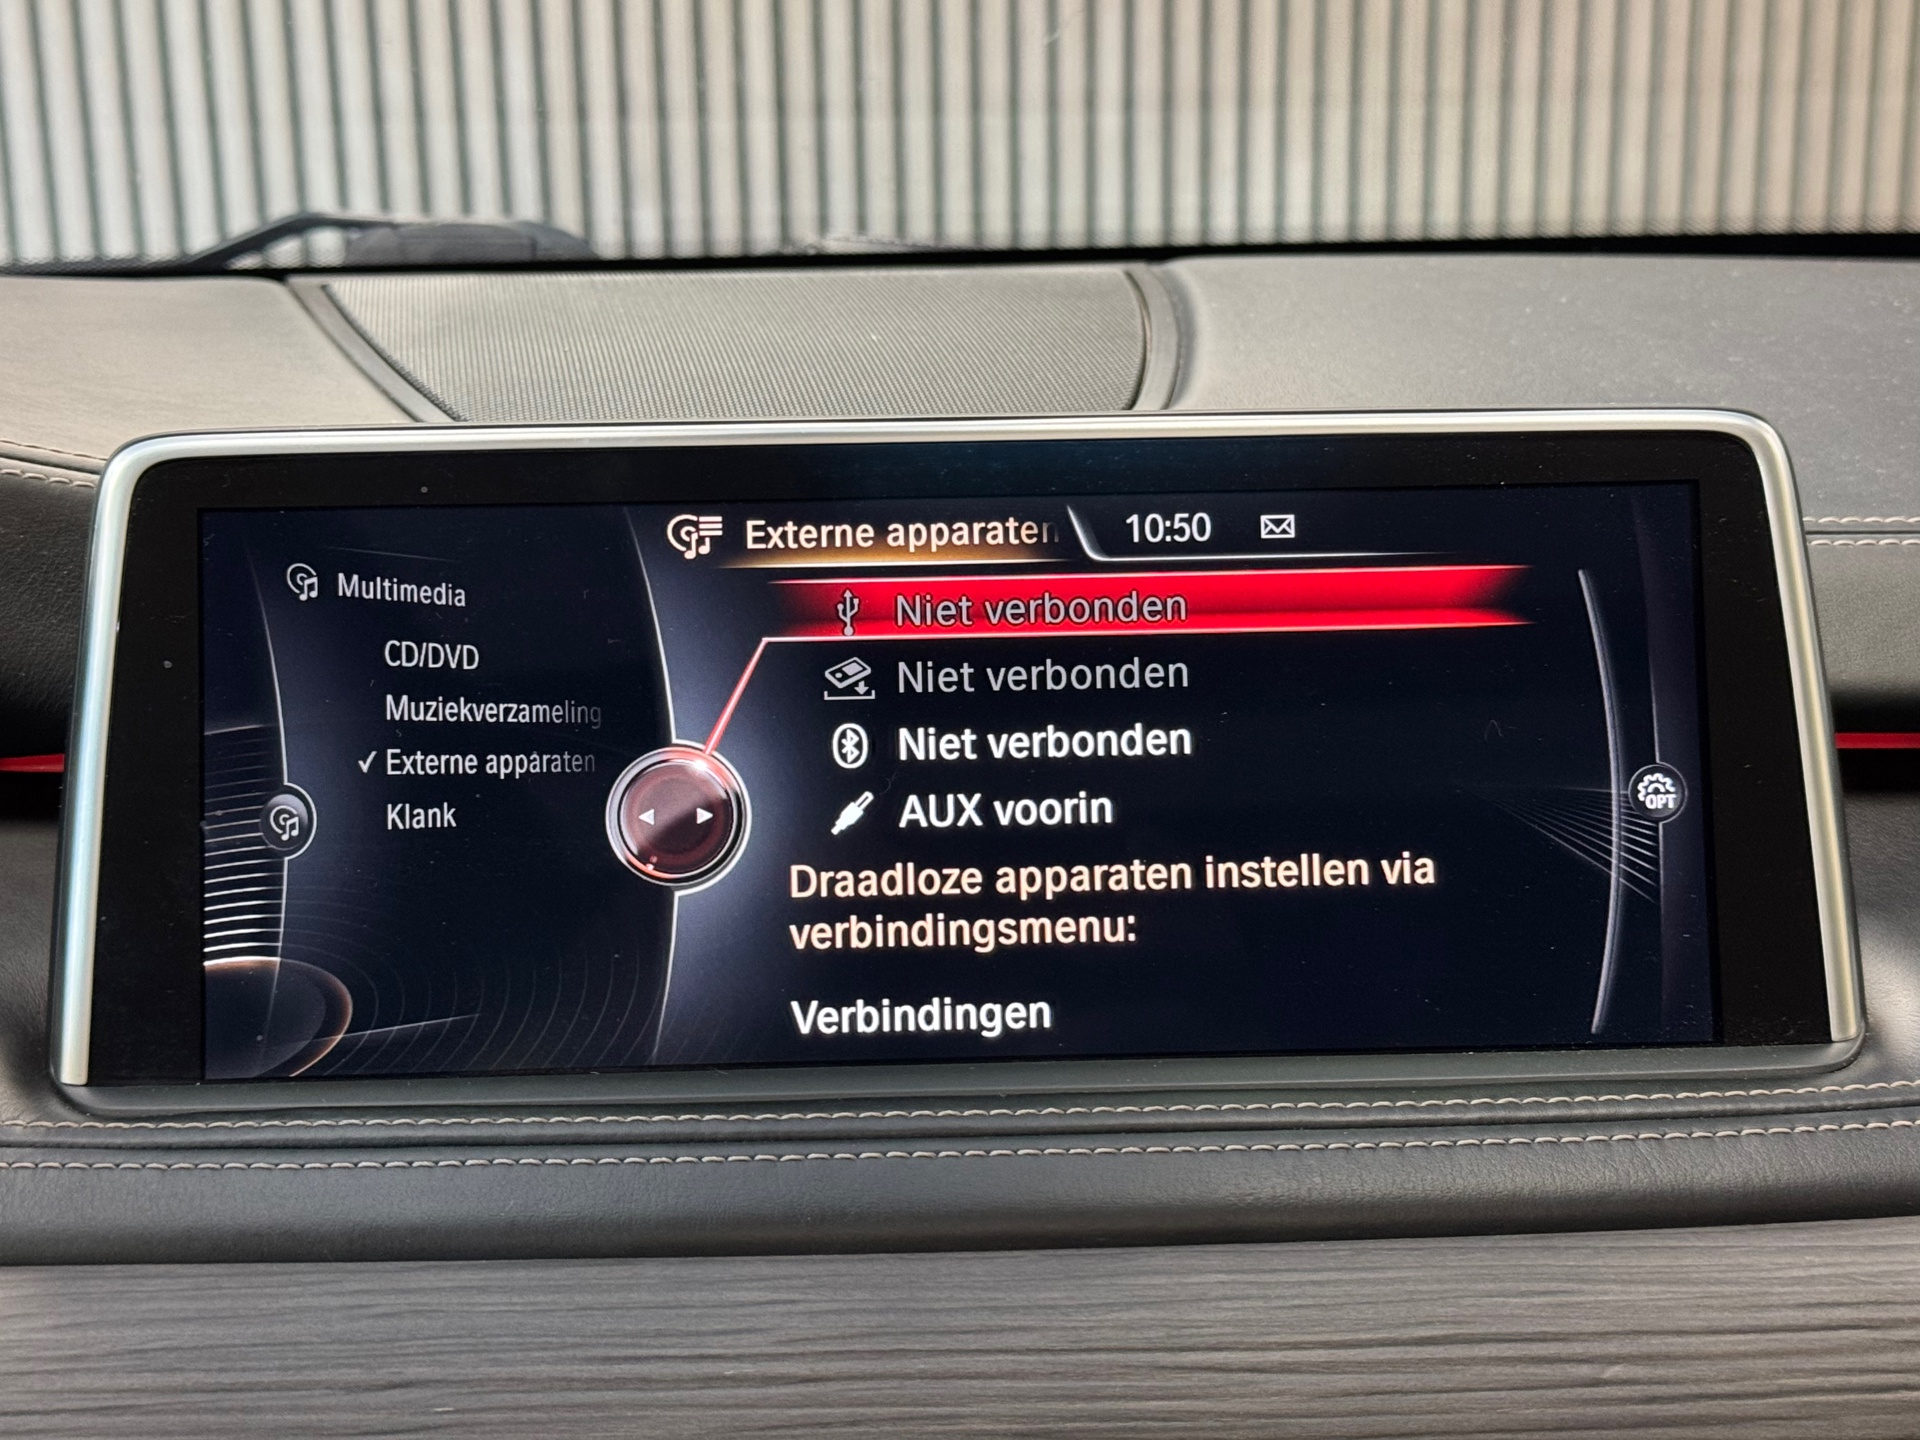 Externe apparaten
10:50
Multimedia
CD/DVD
Muziekverzameling
Externe apparaten
Klank
Niet verbonden
Niet verbonden
Niet verbonden
AUX voorin
Draadloze apparaten instellen via
verbindingsmenu:
Verbindingen
OPT